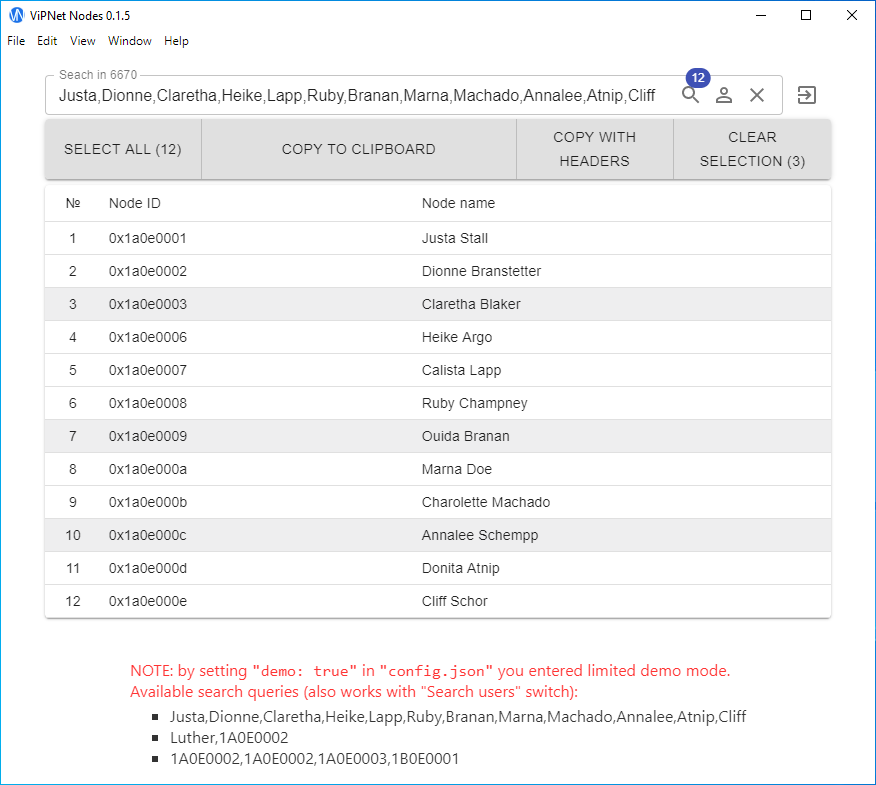 ViPNet Nodes 0.1.5
File Edit View Window Help
Seach in 6670
12
Justa,Dionne,Claretha,Heike,Lapp,Ruby,Branan,Marna,Machado,Annalee,Atnip,Cliff
SELECT ALL (12)
COPY TO CLIPBOARD
COPY WITH
HEADERS
CLEAR
SELECTION (3)
№ Node ID Node name
1 0x1a0e0001 Justa Stall
2 0x1a0e0002 Dionne Branstetter
3 0x1a0e0003 Claretha Blaker
4 0x1a0e0006 Heike Argo
5 0x1a0e0007 Calista Lapp
6 0x1a0e0008 Ruby Champney
7 0x1a0e0009 Ouida Branan
8 0x1a0e000a Marna Doe
9 0x1a0e000b Charolette Machado
10 0x1a0e000c Annalee Schempp
11 0x1a0e000d Donita Atnip
12 0x1a0e000e Cliff Schor
NOTE: by setting "demo: true" in "config.json" you entered limited demo mode.
Available search queries (also works with "Search users" switch):
Justa,Dionne,Claretha,Heike,Lapp,Ruby,Branan,Marna,Machado,Annalee,Atnip,Cliff
Luther,1A0E0002
1A0E0002,1A0E0002,1A0E0003,1B0E0001